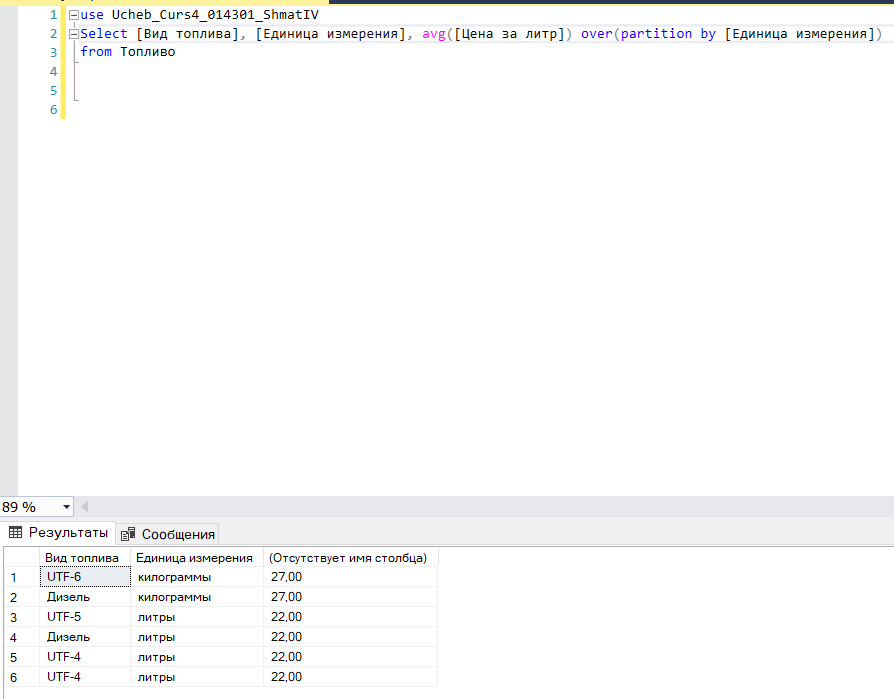 1 use Ucheb_Curs4_014301_ShmatIV
2 Select [Вид топлива], [Единица измерения], avg([Цена за литр]) over(partition by [Единица измерения])
3 from Топливо
4
5
6
89 %
Результаты Сообщения
Вид топлива Единица измерения (Отсутствует имя столбца)
1 UTF-6 килограммы 27,00
2 Дизель килограммы 27,00
3 UTF-5 литры 22,00
4 Дизель литры 22,00
5 UTF-4 литры 22,00
6 UTF-4 литры 22,00